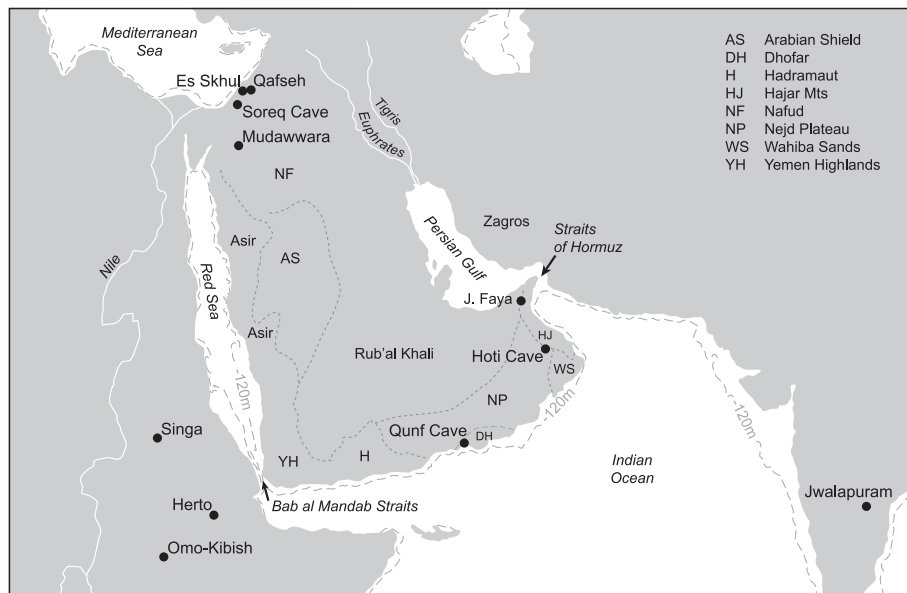 Mediterranean
Sea
Es Skhul
Qafseh
Soreq Cave
Mudawwara
NF
Tigris
Euphrates
AS Arabian Shield
DH Dhofar
H Hadramaut
HJ Hajar Mts
NF Nafud
NP Nejd Plateau
WS Wahiba Sands
YH Yemen Highlands
Nile
Red Sea
Asir
AS
Asir
Persian Gulf
Zagros
Straits
of Hormuz
J. Faya
HJ
Hoti Cave
WS
Rub'al Khali
NP
120m
120m
120m
Qunf Cave
DH
Singa
YH
H
Indian
Ocean
Bab al Mandab Straits
Herto
Omo-Kibish
Jwalapuram